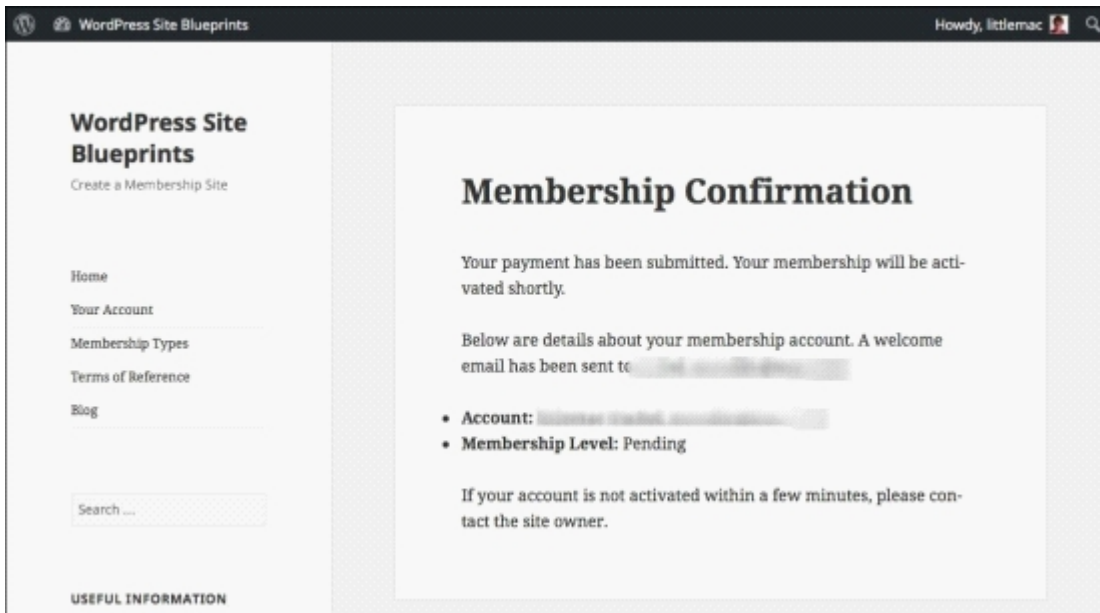 WordPress Site Blueprints
Howdy, littlemac
WordPress Site
Blueprints
Create a Membership Site
Home
Your Account
Membership Types
Terms of Reference
Blog
Search ...
USEFUL INFORMATION
Membership Confirmation
Your payment has been submitted. Your membership will be acti-
vated shortly.
Below are details about your membership account. A welcome
email has been sent to
Account:
Membership Level: Pending
If your account is not activated within a few minutes, please con-
tact the site owner.